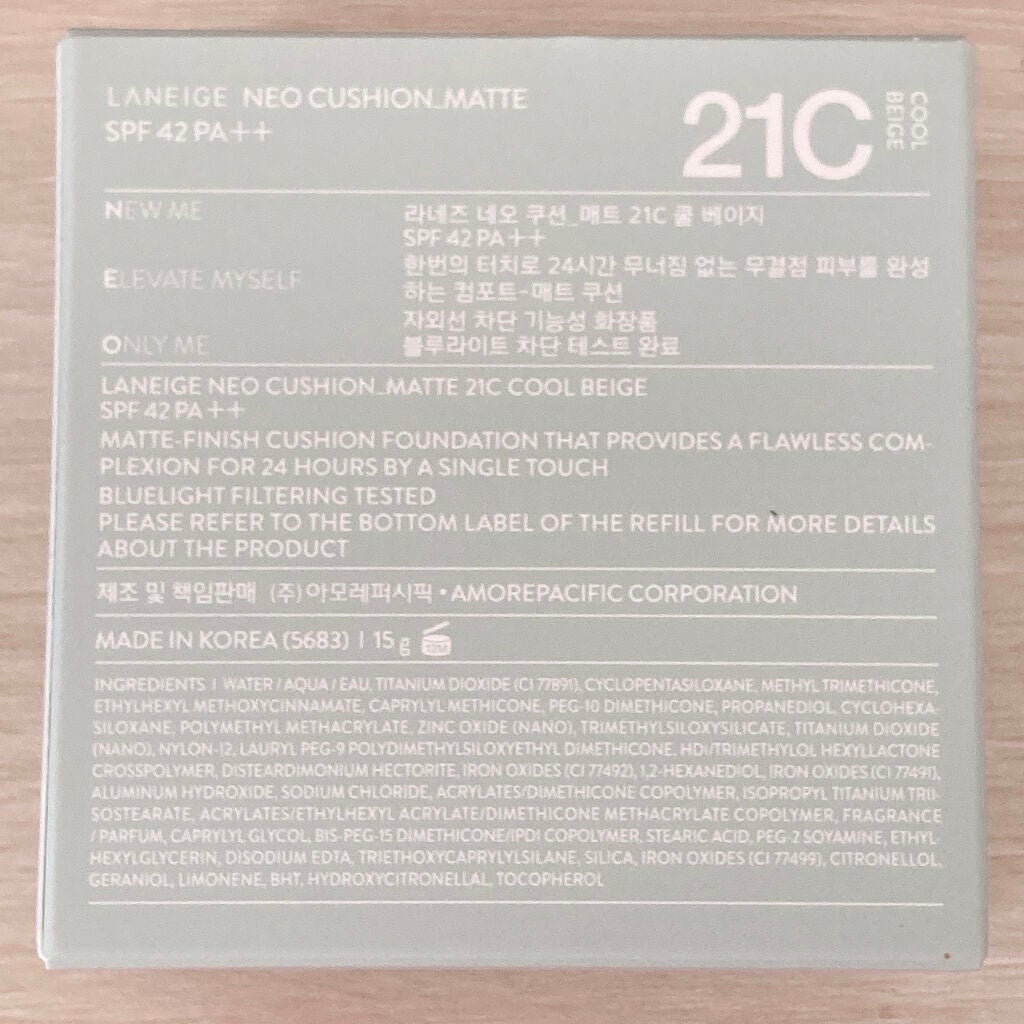 LANEIGE NEO CUSHION_MATTE
SPF 42 PA++
21C
COOL
BEIGE
NEW ME
ELEVATE MYSELF
ONLY ME
라네즈 네오 쿠션_매트 21C 쿨 베이지
SPF 42 PA++
한번의 터치로 24시간 무너짐 없는 무결점 피부를 완성
하는 컴포트-매트 쿠션
자외선 차단 기능성 화장품
블루라이트 차단 테스트 완료
LANEIGE NEO CUSHION_MATTE 21C COOL BEIGE
SPF 42 PA++
MATTE-FINISH CUSHION FOUNDATION THAT PROVIDES A FLAWLESS COM-
PLEXION FOR 24 HOURS BY A SINGLE TOUCH
BLUELIGHT FILTERING TESTED
PLEASE REFER TO THE BOTTOM LABEL OF THE REFILL FOR MORE DETAILS
ABOUT THE PRODUCT
제조 및 책임판매 (주)아모레퍼시픽 • AMOREPACIFIC CORPORATION
MADE IN KOREA (5683) | 15 g 12M
INGREDIENTS | WATER / AQUA / EAU, TITANIUM DIOXIDE (CI 77891), CYCLOPENTASILOXANE, METHYL TRIMETHICONE,
ETHYLHEXYL METHOXYCINNAMATE, CAPRYLYL METHICONE, PEG-10 DIMETHICONE, PROPANEDIOL, CYCLOHEXA-
SILOXANE, POLYMETHYL METHACRYLATE, ZINC OXIDE (NANO), TRIMETHYLSILOXYSILICATE, TITANIUM DIOXIDE
(NANO), NYLON-12, LAURYL PEG-9 POLYDIMETHYLSILOXYETHYL DIMETHICONE, HDI/TRIMETHYLOL HEXYLLACTONE
CROSSPOLYMER, DISTEARDIMONIUM HECTORITE, IRON OXIDES (CI 77492), 1,2-HEXANEDIOL, IRON OXIDES (CI 77491),
ALUMINUM HYDROXIDE, SODIUM CHLORIDE, ACRYLATES/DIMETHICONE COPOLYMER, ISOPROPYL TITANIUM TRII-
SOSTEARATE, ACRYLATES/ETHYLHEXYL ACRYLATE/DIMETHICONE METHACRYLATE COPOLYMER, FRAGRANCE
/ PARFUM, CAPRYLYL GLYCOL, BIS-PEG-15 DIMETHICONE/IPDI COPOLYMER, STEARIC ACID, PEG-2 SOYAMINE, ETHYL-
HEXYLGLYCERIN, DISODIUM EDTA, TRIETHOXYCAPRYLYLSILANE, SILICA, IRON OXIDES (CI 77499), CITRONELLOL,
GERANIOL, LIMONENE, BHT, HYDROXYCITRONELLAL, TOCOPHEROL